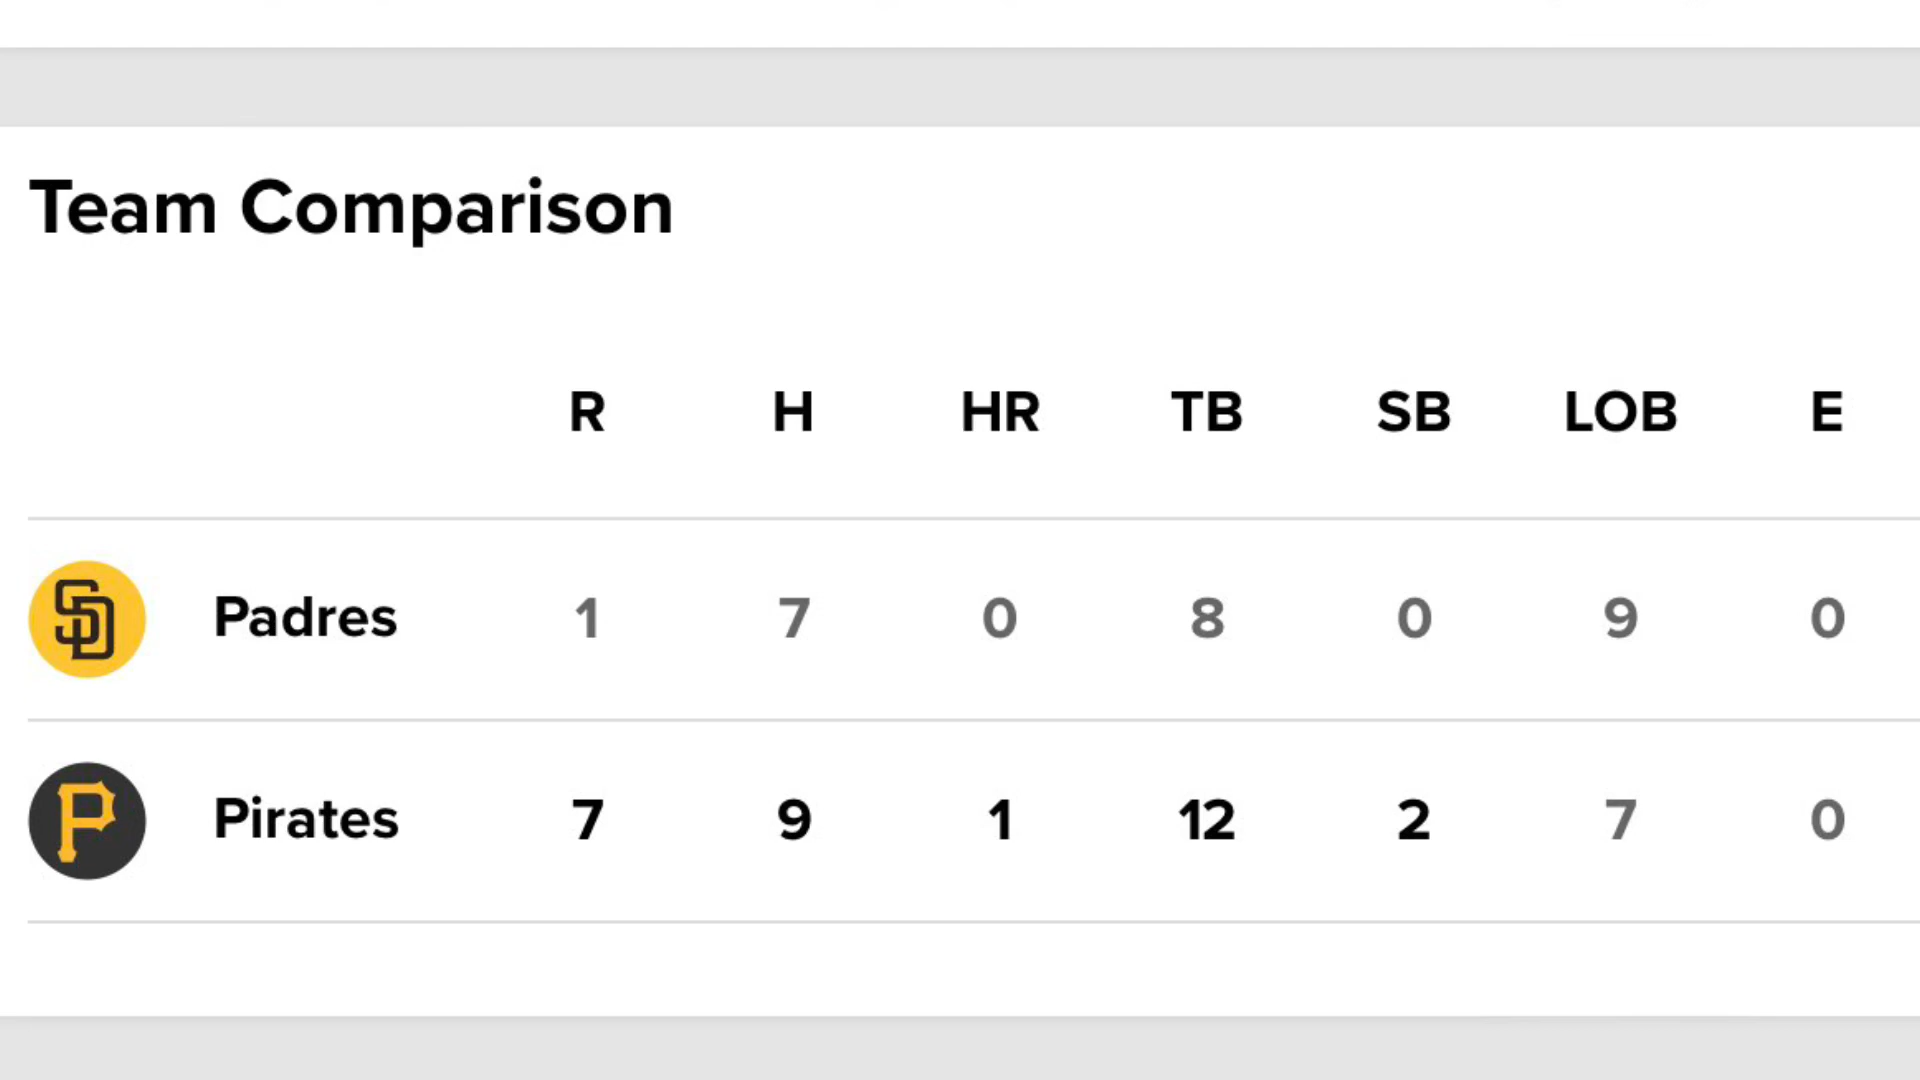 Team Comparison
R H HR TB SB LOB E
SD Padres 1 7 0 8 0 9 0
P Pirates 7 9 1 12 2 7 0